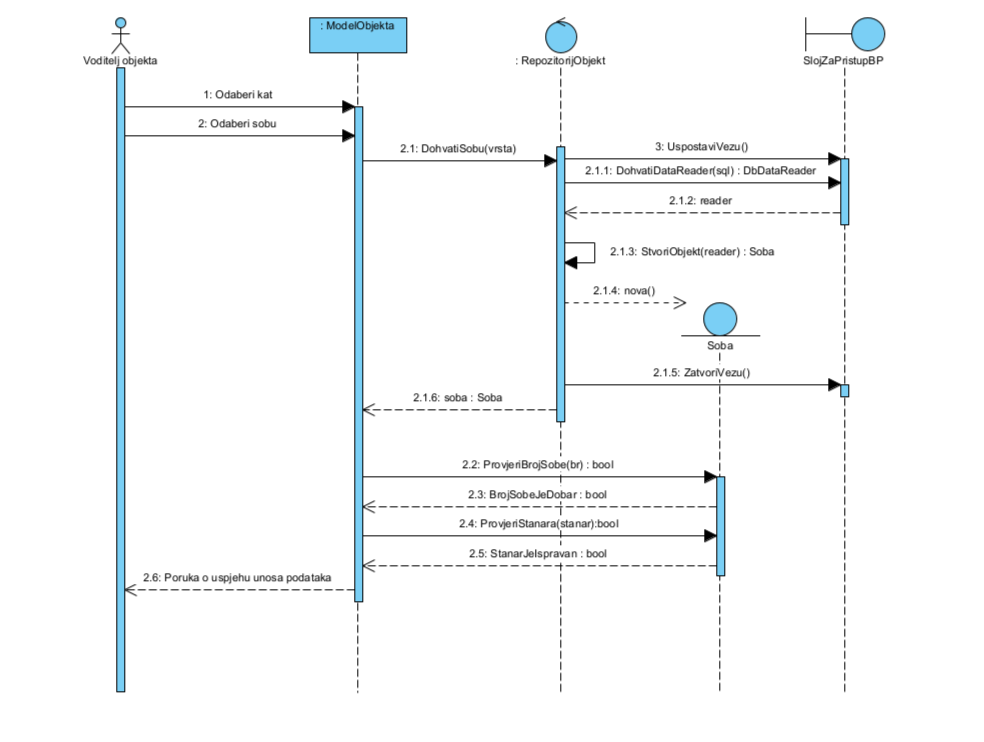 : ModelObjekta
Voditelj objekta
: RepozitorijObjekt
SlojZaPristupBP
1: Odaberi kat
2: Odaberi sobu
2.1: DohvatiSobu(vrsta)
3: UspostaviVezu()
2.1.1: DohvatiDataReader(sql) : DbDataReader
2.1.2: reader
2.1.3: StvoriObjekt(reader) : Soba
2.1.4: nova()
Soba
2.1.5: ZatvoriVezu()
2.1.6: soba : Soba
2.2: ProvjeriBrojSobe(br) : bool
2.3: BrojSobeJeDobar : bool
2.4: ProvjeriStanara(stanar):bool
2.5: StanarJeIspravan : bool
2.6: Poruka o uspjehu unosa podataka